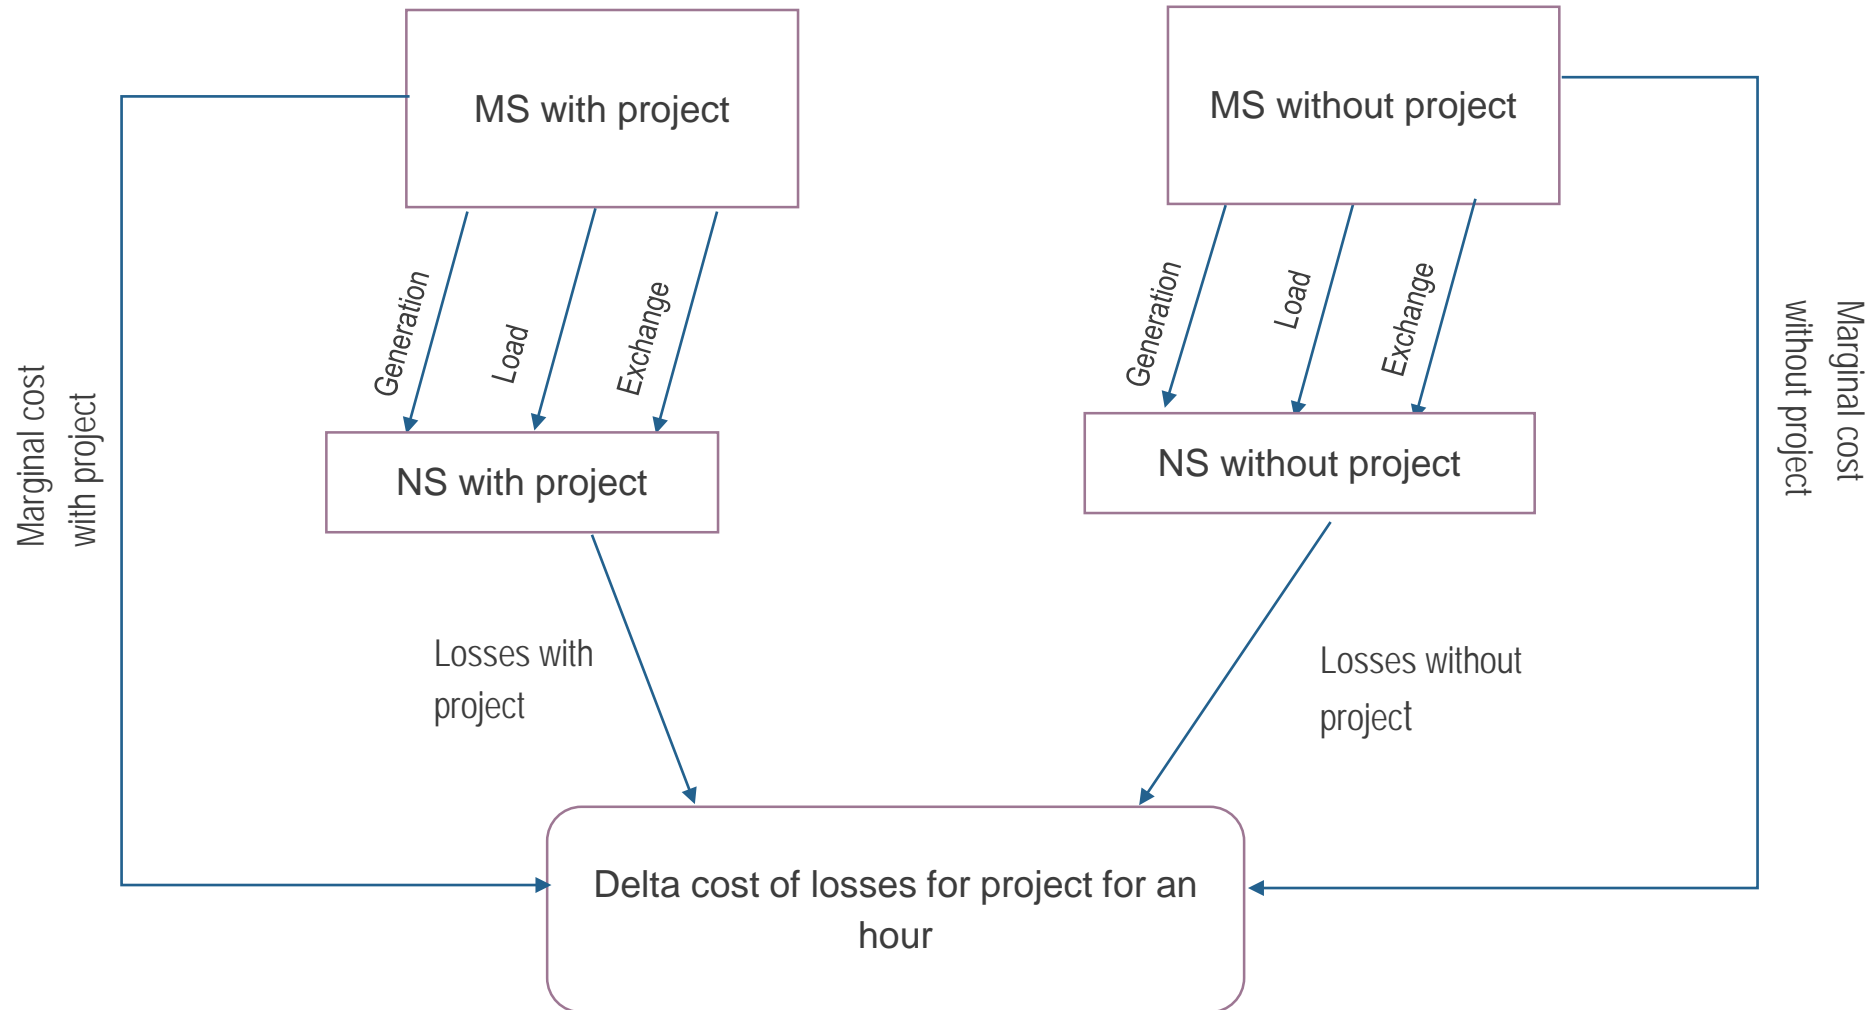 MS with project
MS without project
Generation
Load
Exchange
Generation
Load
Exchange
Marginal cost
with project
Marginal cost
without project
NS with project
NS without project
Losses with
project
Losses without
project
Delta cost of losses for project for an
hour